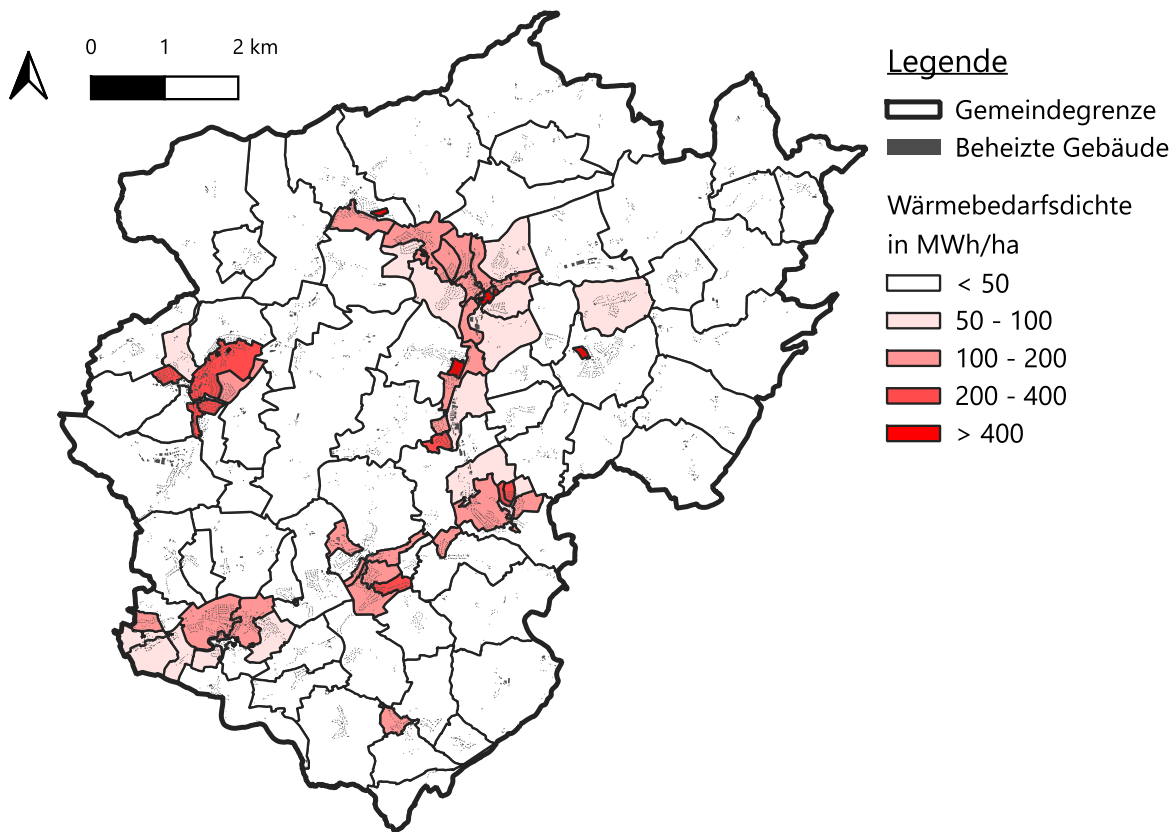 0 1 2 km
Legende
Gemeindegrenze
Beheizte Gebäude
Wärmebedarfsdichte
in MWh/ha
< 50
50 - 100
100 - 200
200 - 400
> 400